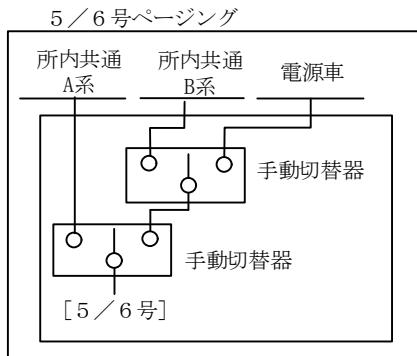 5/6号ページング
所内共通
A系
所内共通
B系
電源車
手動切替器
手動切替器
[5/6号]